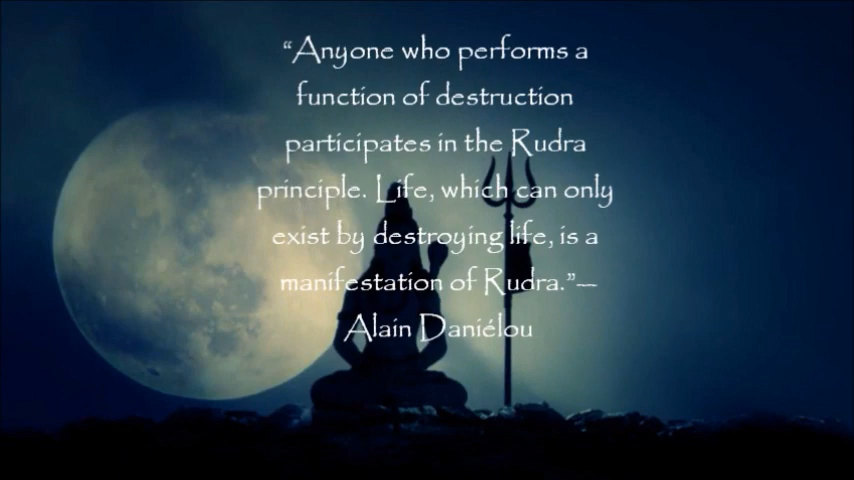 “Anyone who performs a
function of destruction
participates in the Rudra
principle. Life, which can only
exist by destroying life, is a
manifestation of Rudra.”—
Alain Daniélou